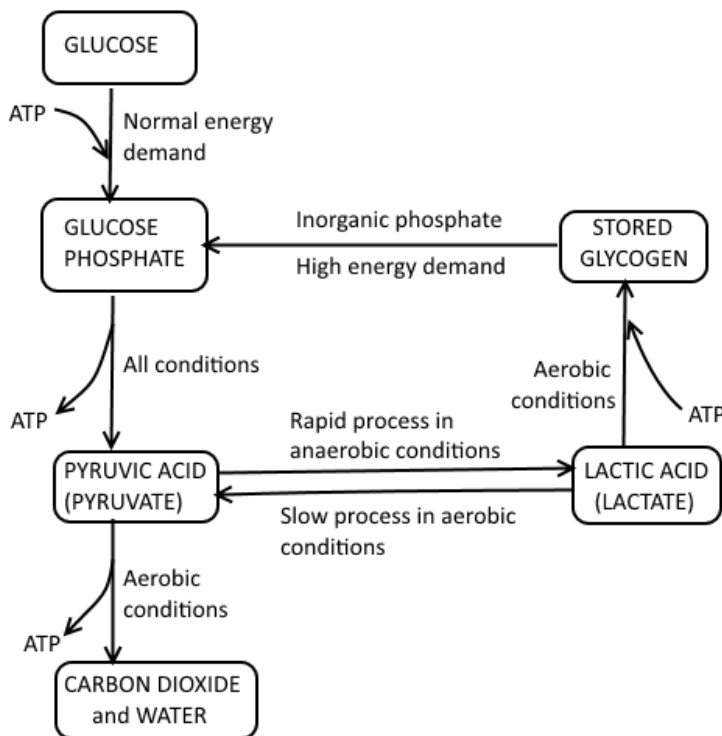 GLUCOSE
ATP
Normal energy
demand
GLUCOSE
PHOSPHATE
Inorganic phosphate
High energy demand
STORED
GLYCOGEN
All conditions
ATP
Aerobic
conditions
ATP
Rapid process in
anaerobic conditions
PYRUVIC ACID
(PYRUVATE)
LACTIC ACID
(LACTATE)
Slow process in aerobic
conditions
Aerobic
conditions
ATP
CARBON DIOXIDE
and WATER